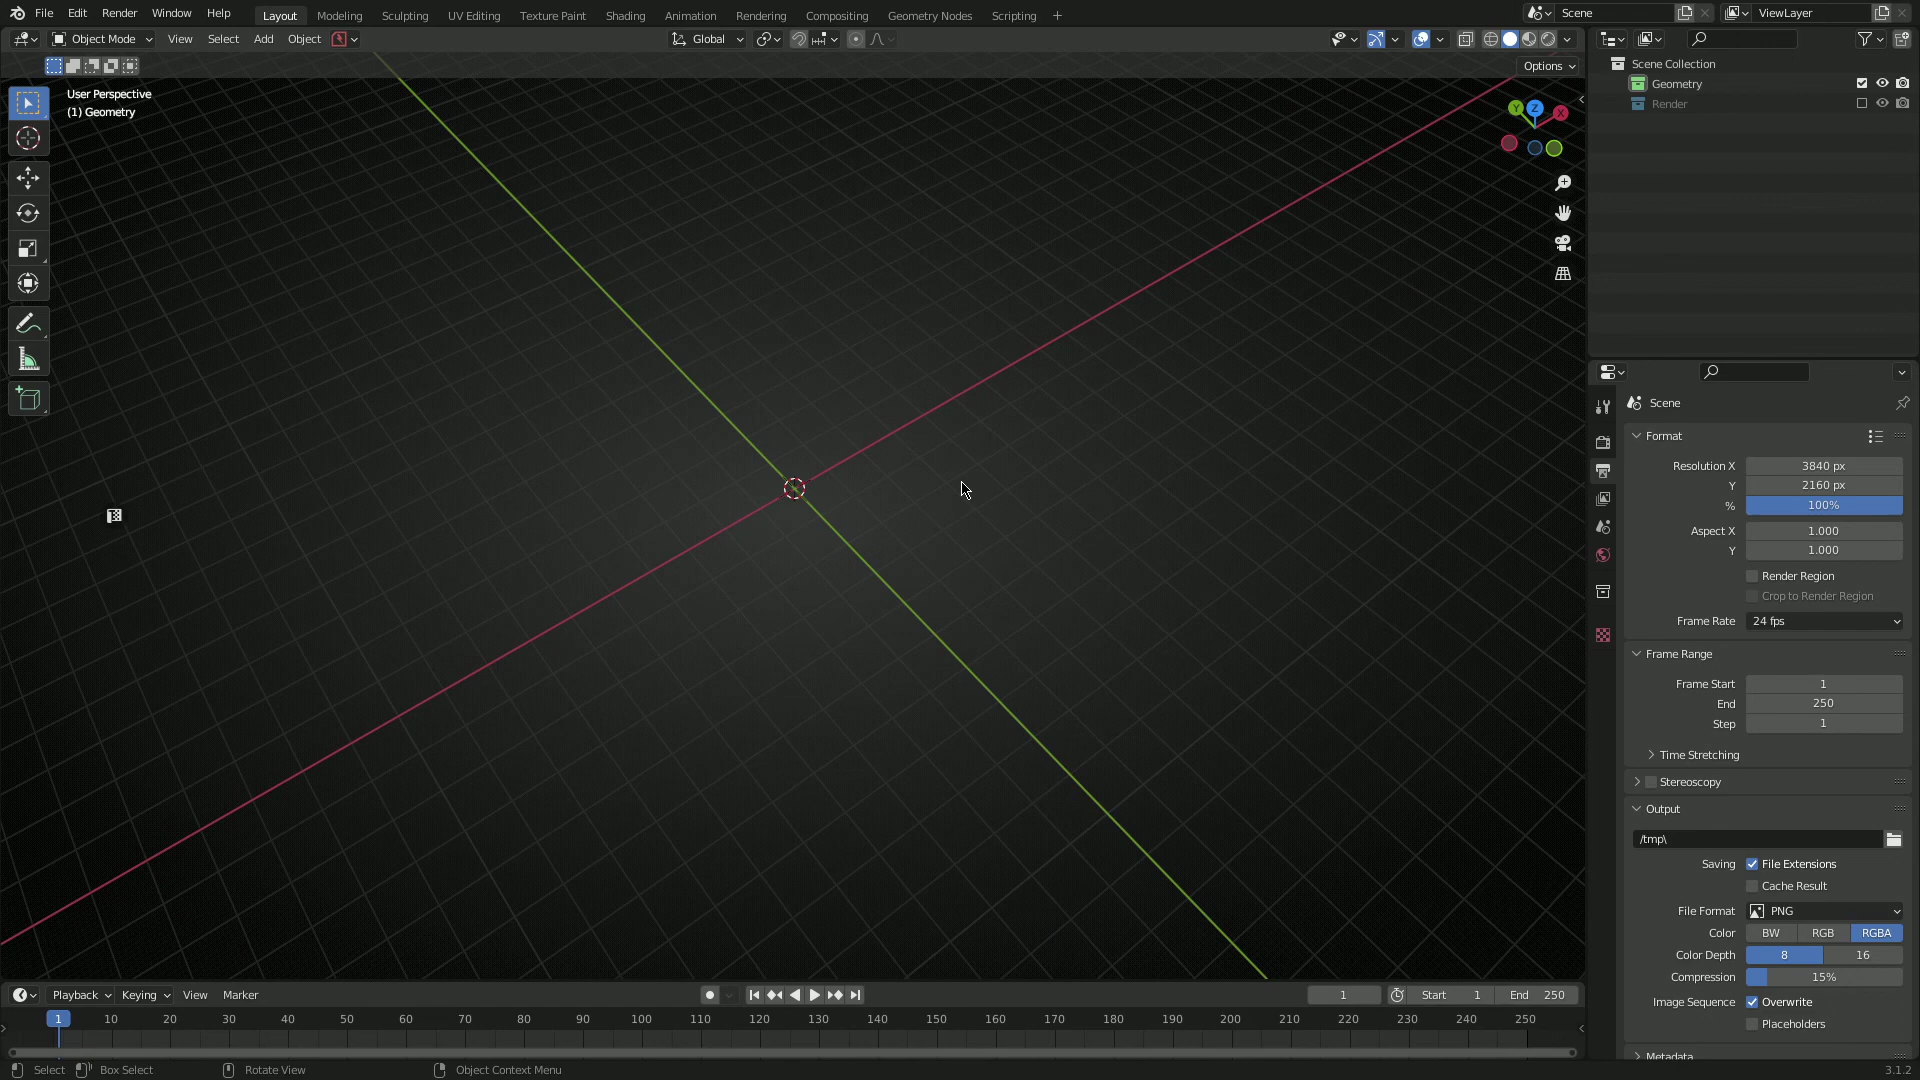 File Edit Render Window Help
Layout Modeling Sculpting UV Editing Texture Paint Shading Animation Rendering Compositing Geometry Nodes Scripting +
Scene
ViewLayer
Object Mode View Select Add Object
Global
Options
User Perspective
(1) Geometry
Y Z X
Scene Collection
Geometry
Render
Scene
Format
Resolution X 3840 px
Y 2160 px
% 100%
Aspect X 1.000
Y 1.000
Render Region
Crop to Render Region
Frame Rate 24 fps
Frame Range
Frame Start 1
End 250
Step 1
Time Stretching
Stereoscopy
Output
/tmp\
Saving File Extensions
Cache Result
File Format PNG
Color BW RGB RGBA
Color Depth 8 16
Compression 15%
Image Sequence Overwrite
Placeholders
Metadata
Playback Keying View Marker
1 Start 1 End 250
1 10 20 30 40 50 60 70 80 90 100 110 120 130 140 150 160 170 180 190 200 210 220 230 240 250
Select Box Select Rotate View Object Context Menu
3.1.2